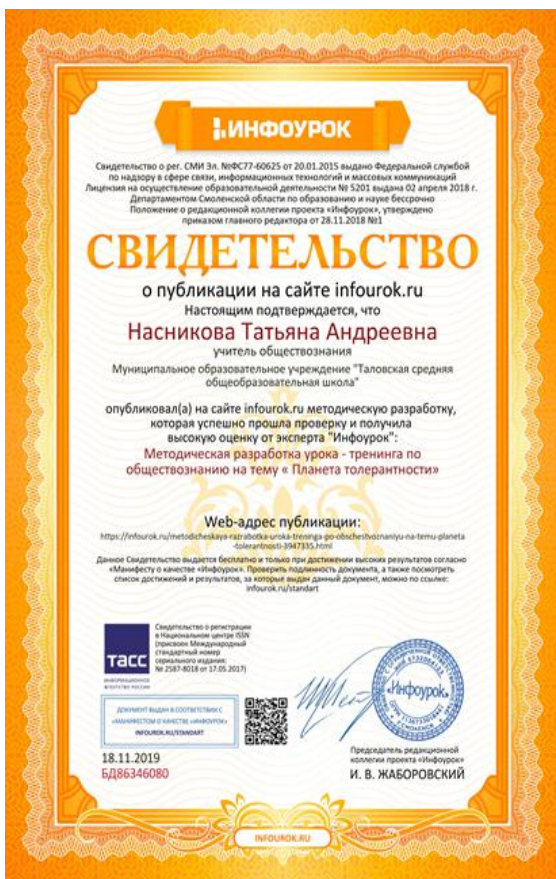 ИНФОУРОК
Свидетельство о рег. СМИ Эл. №ФС77-60625 от 20.01.2015 выдано Федеральной службой
по надзору в сфере связи, информационных технологий и массовых коммуникаций
Лицензия на осуществление образовательной деятельности № 5201 выдана 02 апреля 2018 г.
Департаментом Смоленской области по образованию и науке бессрочно
Положение о редакционной коллегии проекта «Инфоурок», утверждено
приказом главного редактора от 28.11.2018 №1
СВИДЕТЕЛЬСТВО
о публикации на сайте infourok.ru
Настоящим подтверждается, что
Насникова Татьяна Андреевна
учитель обществознания
Муниципальное образовательное учреждение "Таловская средняя
общеобразовательная школа"
опубликовал(а) на сайте infourok.ru методическую разработку,
которая успешно прошла проверку и получила
высокую оценку от эксперта "Инфоурок":
Методическая разработка урока - тренинга по
обществознанию на тему « Планета толерантности»
Web-адрес публикации:
https://infourok.ru/metodicheskaya-razrabotka-uroka-treninga-po-obschestvoznaniyu-na-temu-planeta
-tolerantnosti-3947335.html
Данное Свидетельство выдается бесплатно и только при достижении высоких результатов согласно
«Манифесту о качестве «Инфоурок». Проверить подлинность документа, а также посмотреть
список достижений и результатов, за которые выдан данный документ, можно по ссылке:
infourok.ru/standart
Свидетельство о регистрации
в Национальном центре ISSN
(присвоен Международный
стандартный номер
сериального издания:
№ 2587-8018 от 17.05.2017)
ТАСС
ИНФОРМАЦИОННОЕ
АГЕНТСТВО РОССИИ
ДОКУМЕНТ ВЫДАН В СООТВЕТСТВИИ С
«МАНИФЕСТОМ О КАЧЕСТВЕ «ИНФОУРОК»
INFOUROK.RU/STANDART
«Инфоурок»
18.11.2019
БД86346080
Председатель редакционной
коллегии проекта «Инфоурок»
И. В. ЖАБОРОВСКИЙ
INFOUROK.RU